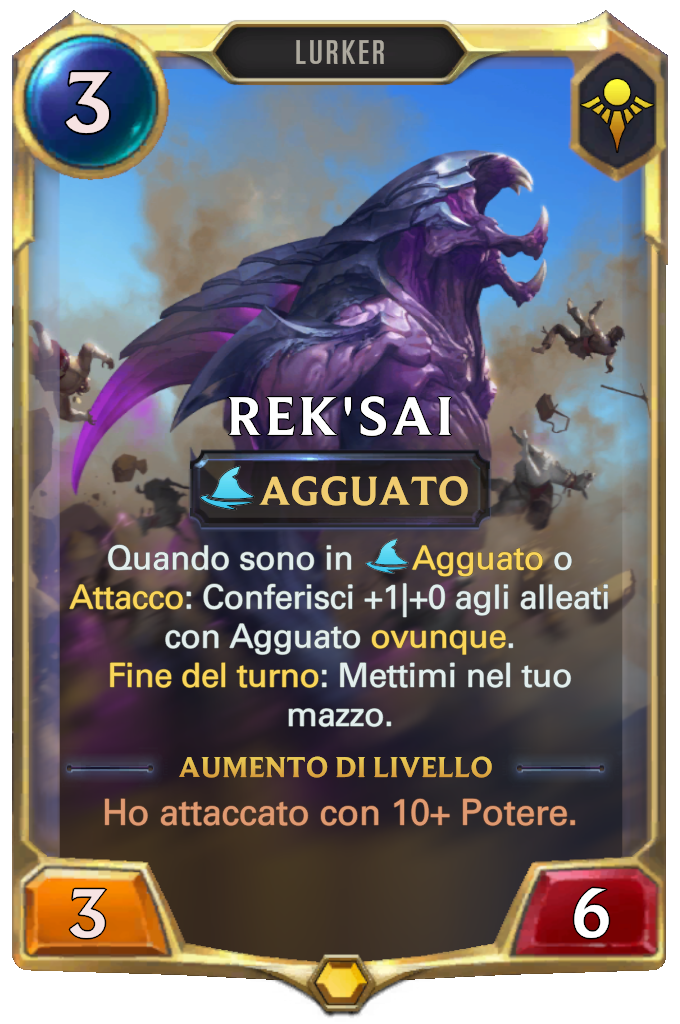 LURKER
3
REK'SAI
AGGUATO
Quando sono in Agguato o
Attacco: Conferisci +1|+0 agli alleati
con Agguato ovunque.
Fine del turno: Mettimi nel tuo
mazzo.
AUMENTO DI LIVELLO
Ho attaccato con 10+ Potere.
3
6